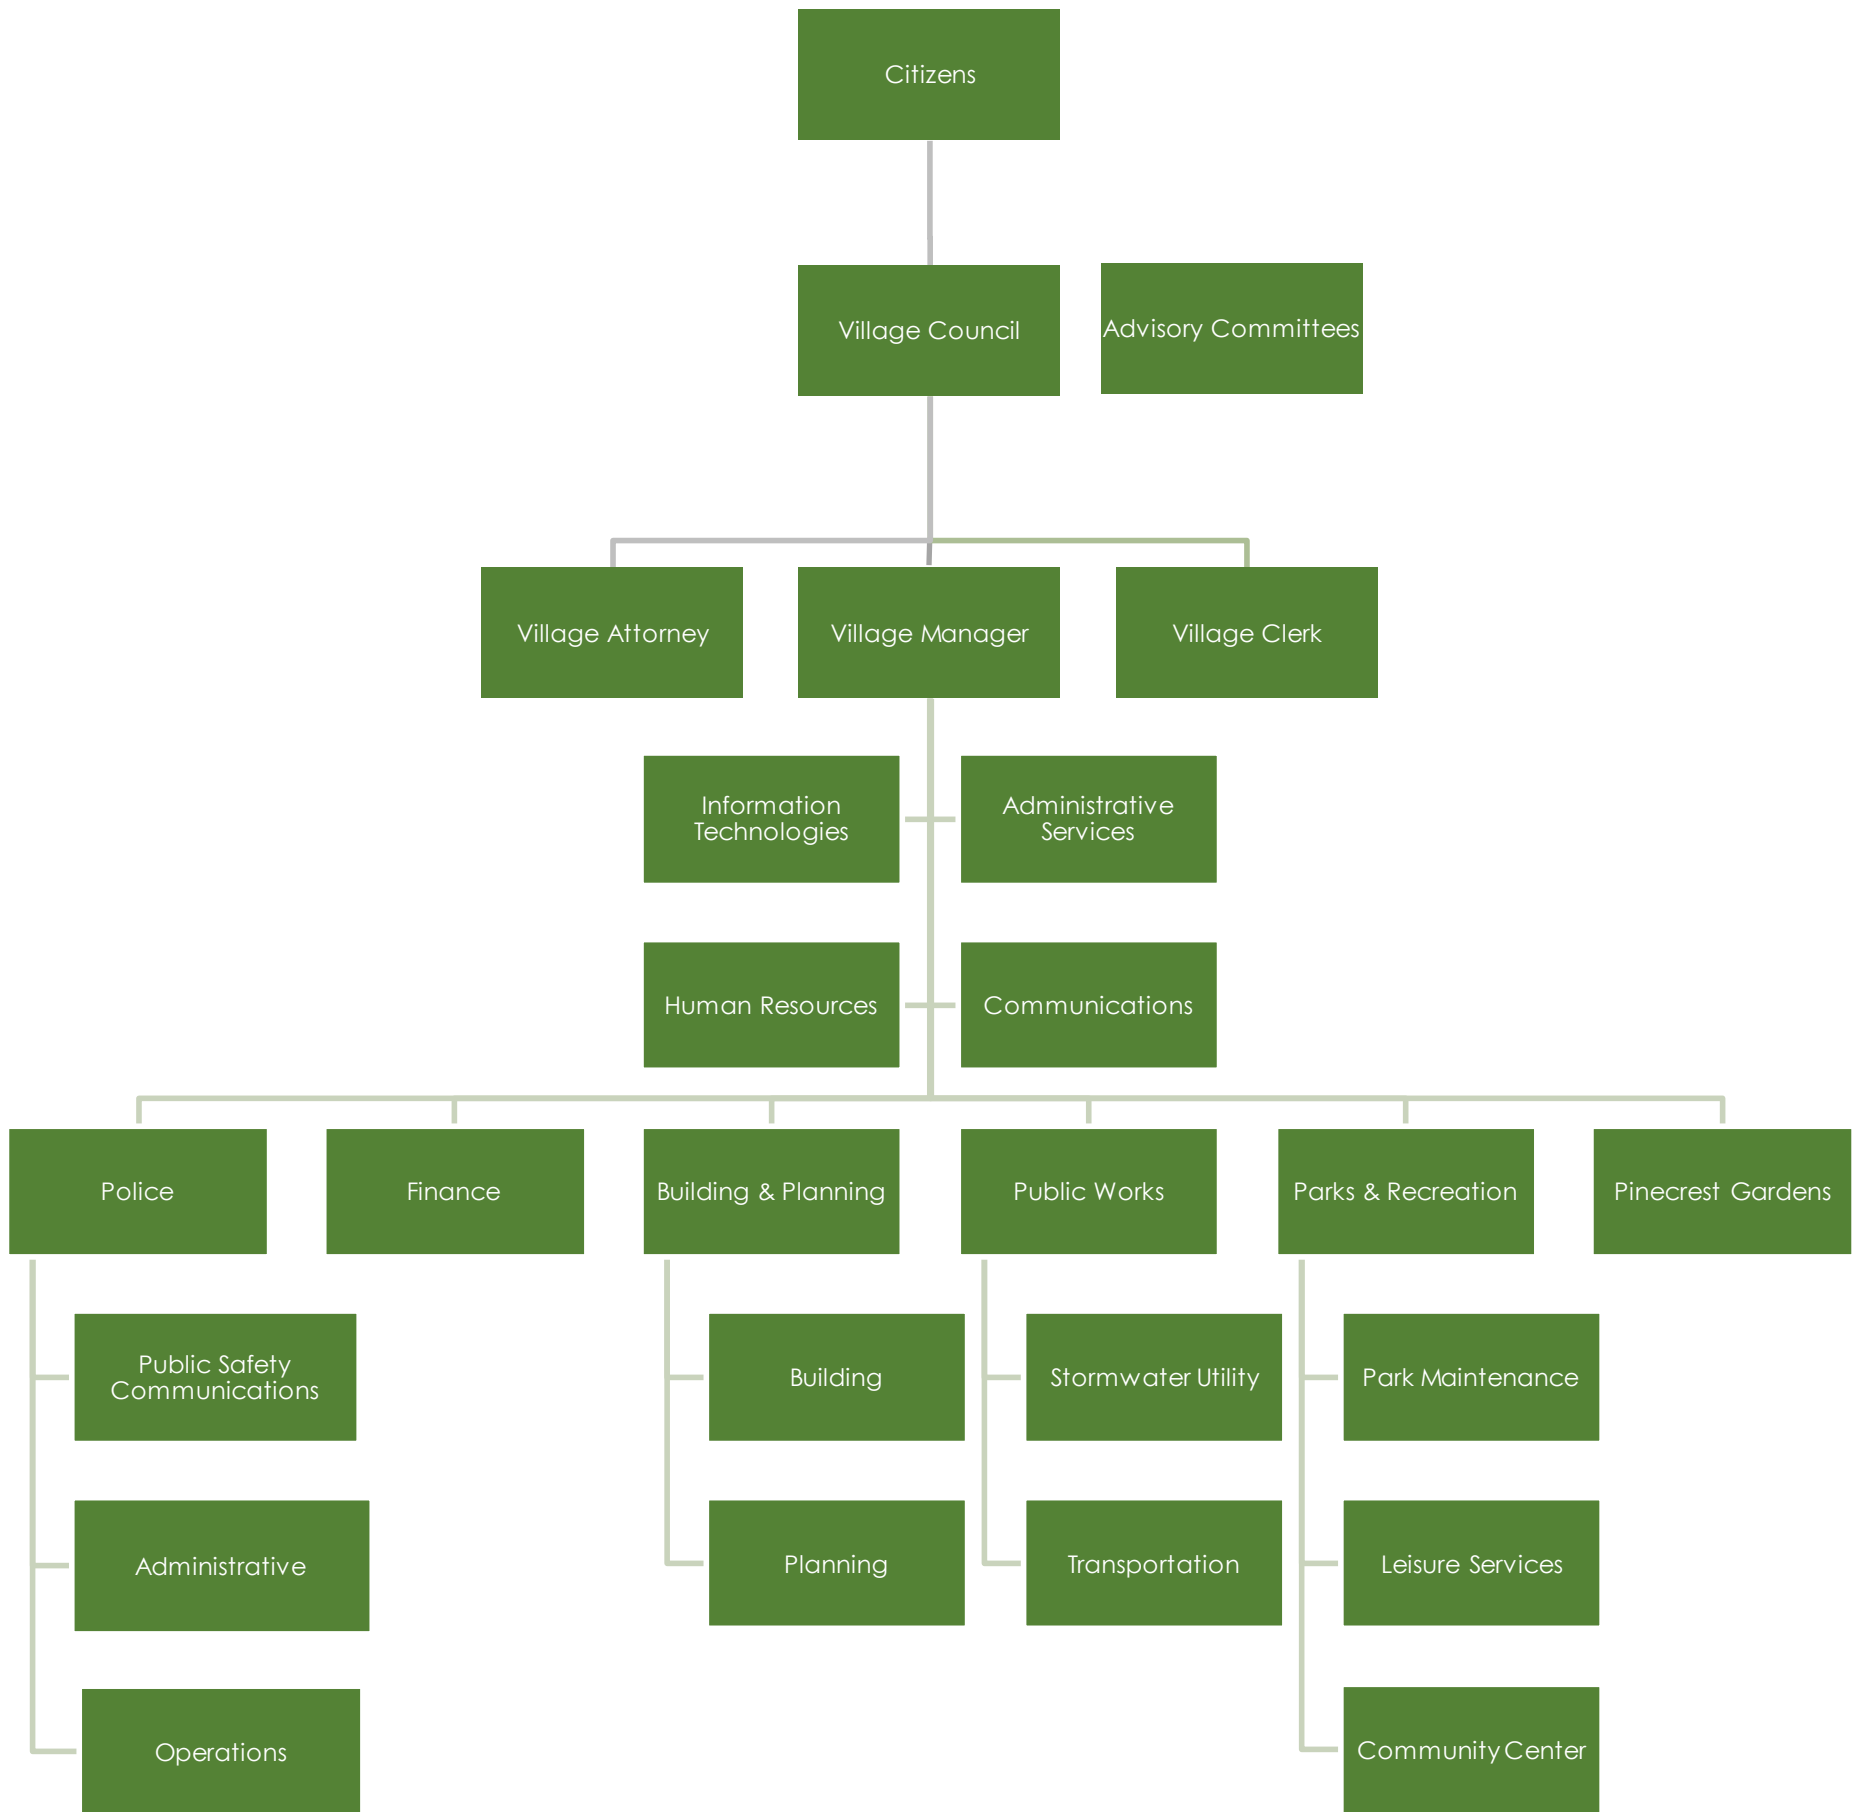 Citizens
Village Council
Advisory Committees
Village Attorney
Village Manager
Village Clerk
Information
Technologies
Administrative
Services
Human Resources
Communications
Police
Finance
Building & Planning
Public Works
Parks & Recreation
Pinecrest Gardens
Public Safety
Communications
Building
Stormwater Utility
Park Maintenance
Administrative
Planning
Transportation
Leisure Services
Operations
Community Center